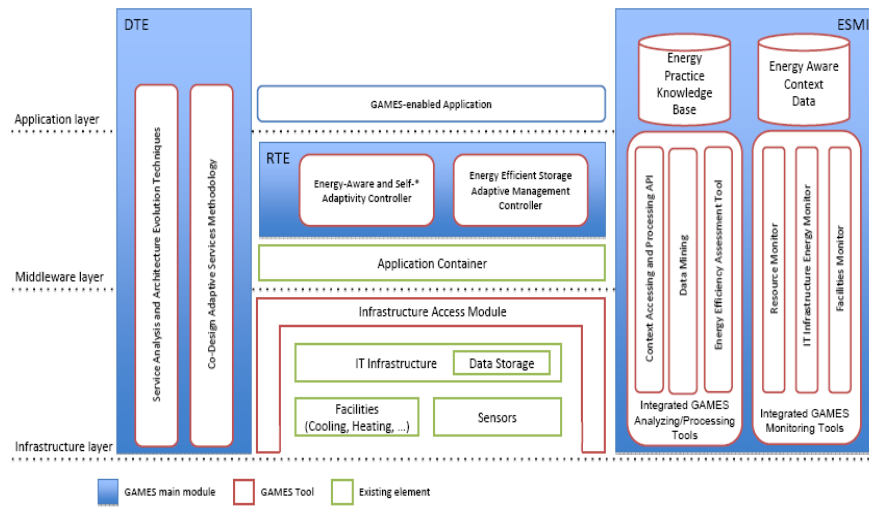 DTE
Service Analysis and Architecture Evolution Techniques
Co-Design Adaptive Services Methodology
Application layer
Middleware layer
Infrastructure layer
GAMES-enabled Application
RTE
Energy-Aware and Self-*
Adaptivity Controller
Energy Efficient Storage
Adaptive Management
Controller
Application Container
Infrastructure Access Module
IT Infrastructure
Data Storage
Facilities
(Cooling, Heating, ...)
Sensors
ESMI
Energy
Practice
Knowledge
Base
Energy Aware
Context
Data
Context Accessing and Processing API
Data Mining
Energy Efficiency Assessment Tool
Integrated GAMES
Analyzing/Processing
Tools
Resource Monitor
IT Infrastructure Energy Monitor
Facilities Monitor
Integrated GAMES
Monitoring Tools
GAMES main module
GAMES Tool
Existing element